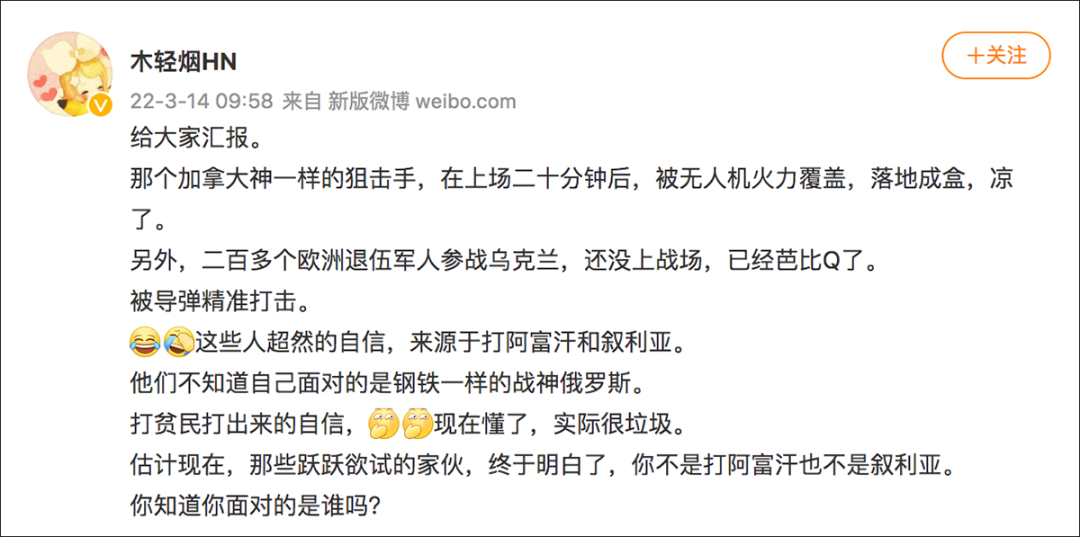 木轻烟HN
+关注
22-3-14 09:58 来自 新版微博 weibo.com
给大家汇报。
那个加拿大神一样的狙击手，在上场二十分钟后，被无人机火力覆盖，落地成盒，凉
了。
另外，二百多个欧洲退伍军人参战乌克兰，还没上战场，已经芭比Q了。
被导弹精准打击。
😂🤣这些人超然的自信，来源于打阿富汗和叙利亚。
他们不知道自己面对的是钢铁一样的战神俄罗斯。
打贫民打出来的自信，🤭🤭现在懂了，实际很垃圾。
估计现在，那些跃跃欲试的家伙，终于明白了，你不是打阿富汗也不是叙利亚。
你知道你面对的是谁吗?